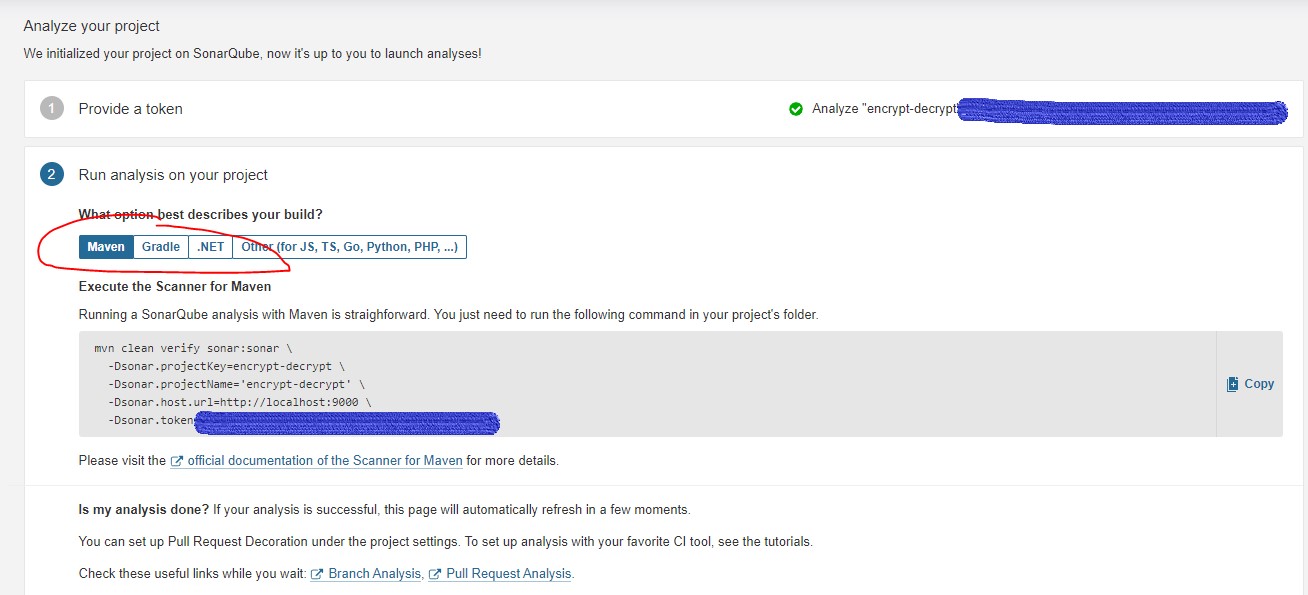 Analyze your project
We initialized your project on SonarQube, now it's up to you to launch analyses!
1 Provide a token
Analyze "encrypt-decrypt
2 Run analysis on your project
What option best describes your build?
Maven Gradle .NET Other (for JS, TS, Go, Python, PHP, ...)
Execute the Scanner for Maven
Running a SonarQube analysis with Maven is straighforward. You just need to run the following command in your project's folder.
mvn clean verify sonar:sonar \
-Dsonar.projectKey=encrypt-decrypt \
-Dsonar.projectName='encrypt-decrypt' \
-Dsonar.host.url=http://localhost:9000 \
-Dsonar.token
Copy
Please visit the official documentation of the Scanner for Maven for more details.
Is my analysis done? If your analysis is successful, this page will automatically refresh in a few moments.
You can set up Pull Request Decoration under the project settings. To set up analysis with your favorite CI tool, see the tutorials.
Check these useful links while you wait: Branch Analysis, Pull Request Analysis.